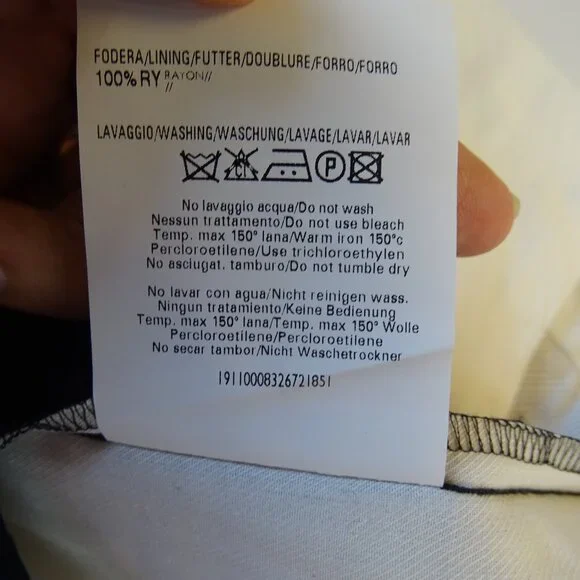 FODERA/LINING/FUTTER/DOUBLURE/FORRO/FORRO
100% RY RAYON//
//
LAVAGGIO/WASHING/WASCHUNG/LAVAGE/LAVAR/LAVAR
CL P
No lavaggio acqua/Do not wash
Nessun trattamento/Do not use bleach
Temp. max 150° lana/Warm iron 150°c
Percloroetilene/Use trichloroethylen
No asciugat. tamburo/Do not tumble dry
No lavar con agua/Nicht reinigen wass.
Ningun tratamiento/Keine Bedienung
Temp. max 150° lana/Temp. max 150° Wolle
Percloroetilene/Percloroetilene
No secar tambor/Nicht Waschetrockner
19110008326721851